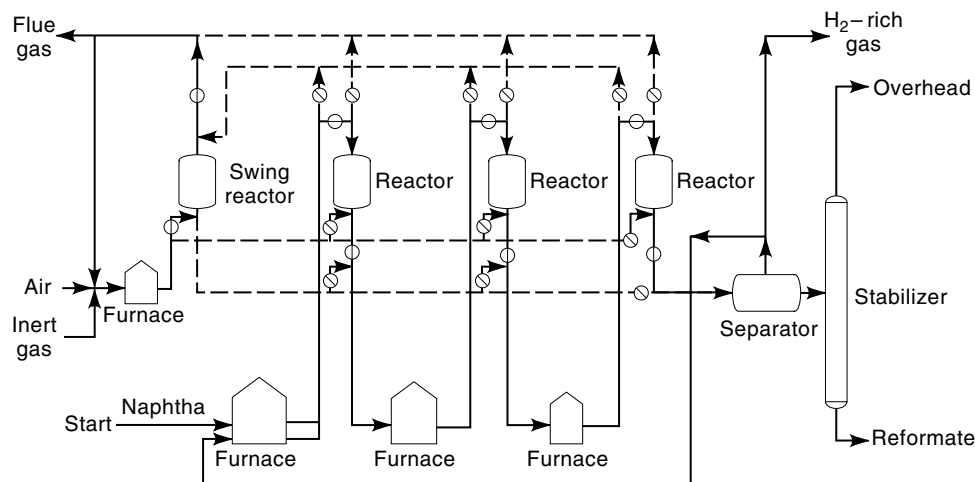 Flue
gas
H₂–rich
gas
Overhead
Swing
reactor
Reactor
Reactor
Reactor
Air
Furnace
Inert
gas
Separator
Stabilizer
Start
Naphtha
Furnace
Furnace
Furnace
Reformate